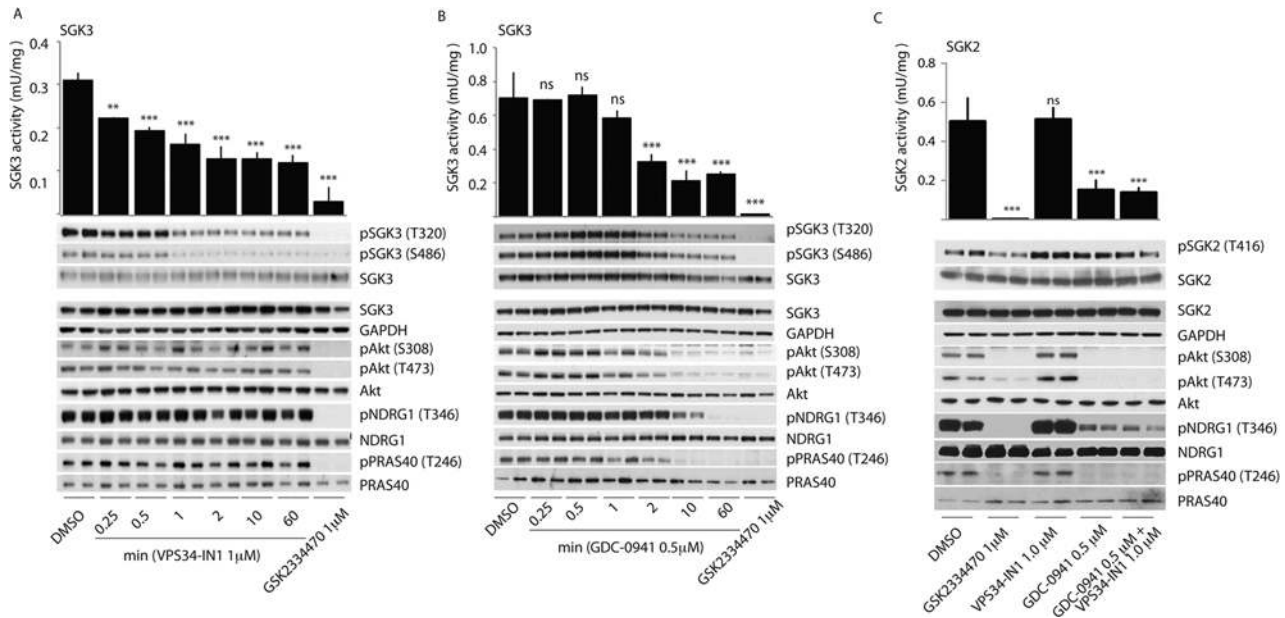 A
SGK3
SGK3 activity (mU/mg )
0.4
0.3
0.2
0.1
**
***
***
***
***
***
***
pSGK3 (T320)
pSGK3 (S486)
SGK3
SGK3
GAPDH
pAkt (S308)
pAkt (T473)
Akt
pNDRG1 (T346)
NDRG1
pPRAS40 (T246)
PRAS40
DMSO
0.25
0.5
1
2
10
60
GSK2334470 1µM
min (VPS34-IN1 1µM)
B
SGK3
SGK3 activity (mU/mg )
0.8
0.6
0.4
0.2
ns
ns
ns
***
***
***
***
pSGK3 (T320)
pSGK3 (S486)
SGK3
SGK3
GAPDH
pAkt (S308)
pAkt (T473)
Akt
pNDRG1 (T346)
NDRG1
pPRAS40 (T246)
PRAS40
DMSO
0.25
0.5
1
2
10
60
GSK2334470 1µM
min (GDC-0941 0.5µM)
C
SGK2
SGK2 activity (mU/mg )
0.8
0.6
0.4
0.2
***
ns
***
***
pSGK2 (T416)
SGK2
SGK2
GAPDH
pAkt (S308)
pAkt (T473)
Akt
pNDRG1 (T346)
NDRG1
pPRAS40 (T246)
PRAS40
DMSO
GSK2334470 1µM
VPS34-IN1 1.0 µM
GDC-0941 0.5 µM
GDC-0941 0.5 µM +
VPS34-IN1 1.0 µM